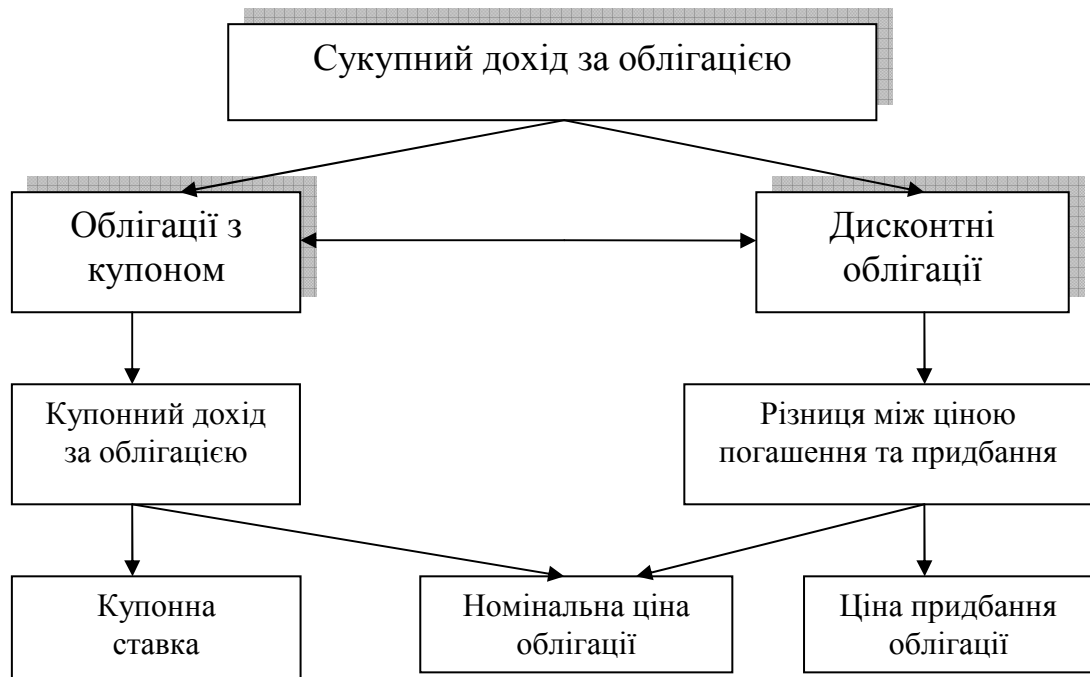 Сукупний дохід за облігацією
Облігації з
купоном
Дисконтні
облігації
Купонний дохід
за облігацією
Різниця між ціною
погашення та придбання
Купонна
ставка
Номінальна ціна
облігації
Ціна придбання
облігації